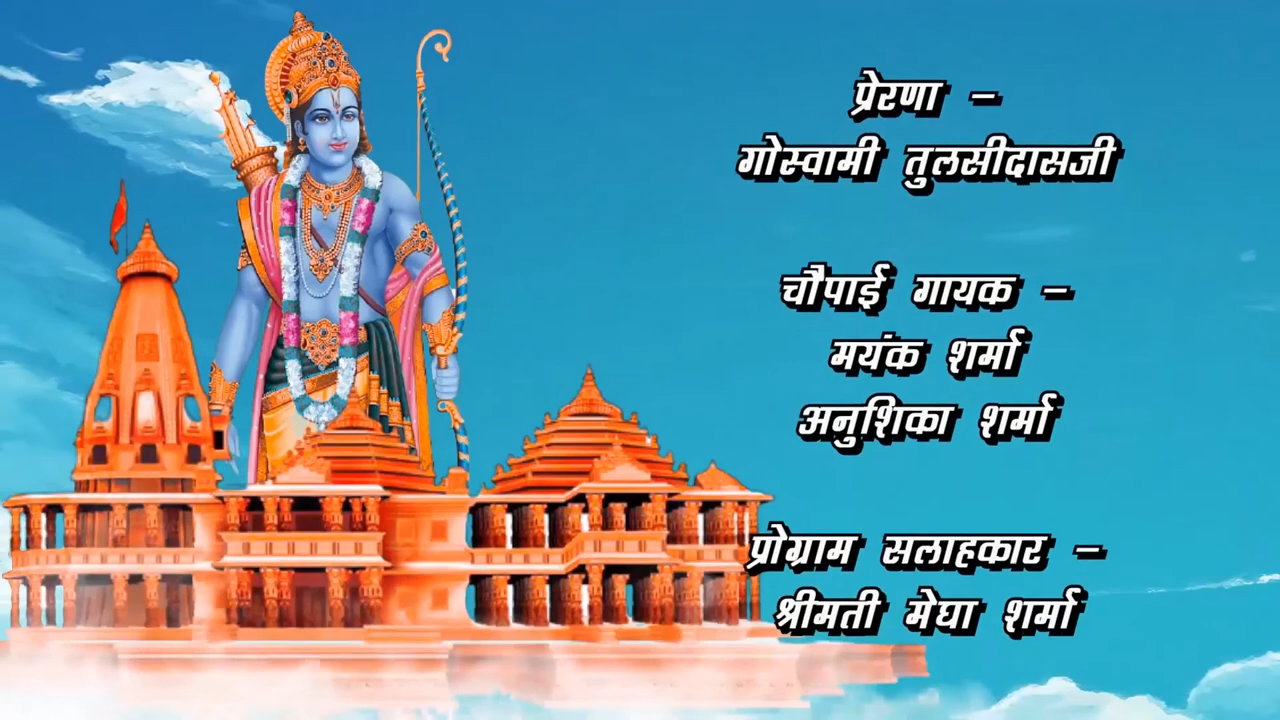 प्रेरणा –
गोस्वामी तुलसीदासजी
चौपाई गायक –
मयंक शर्मा
अनुशिका शर्मा
प्रोग्राम सलाहकार –
श्रीमती मेघा शर्मा